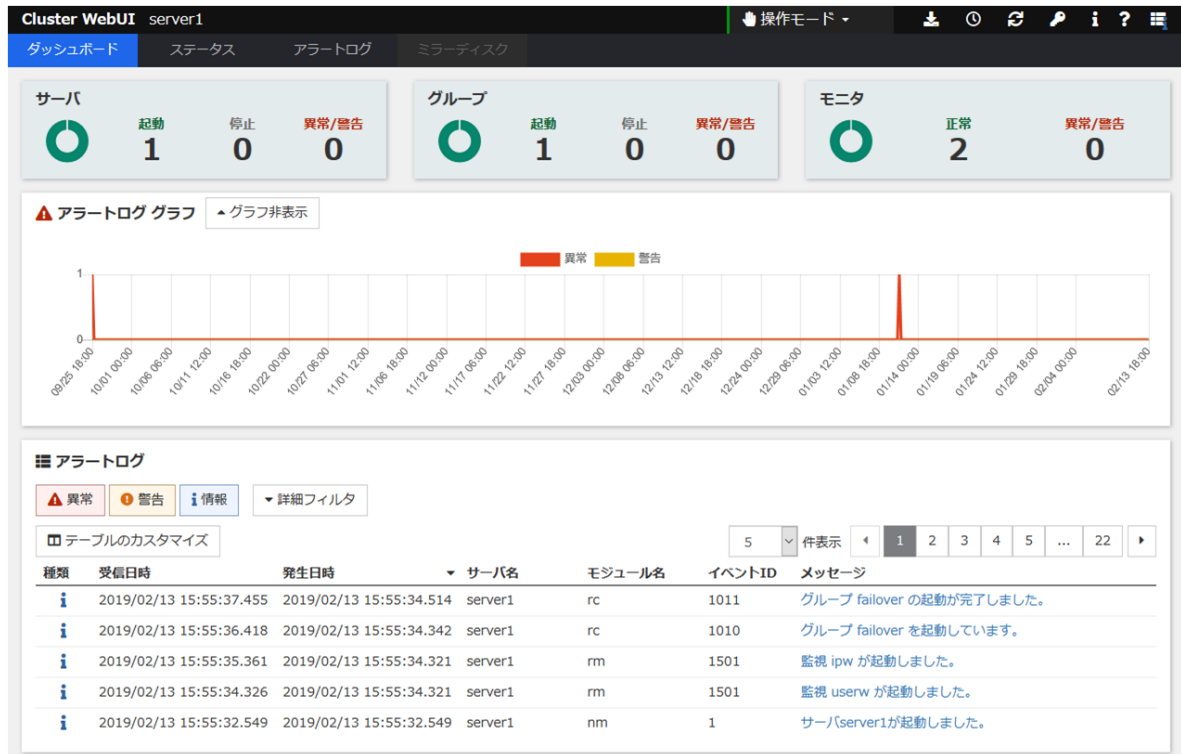 Cluster WebUI server1 操作モード
ダッシュボード ステータス アラートログ ミラーディスク
サーバ グループ モニタ
起動 停止 異常/警告 起動 停止 異常/警告 正常 異常/警告
1 0 0 1 0 0 2 0
アラートログ グラフ グラフ非表示
異常 警告
1
0
09/25 18:00 10/01 00:00 10/06 06:00 10/11 12:00 10/16 18:00 10/22 00:00 10/27 06:00 11/01 12:00 11/06 18:00 11/12 00:00 11/17 06:00 11/22 12:00 11/27 18:00 12/03 00:00 12/08 06:00 12/13 12:00 12/18 18:00 12/24 00:00 12/29 06:00 01/03 12:00 01/08 18:00 01/14 00:00 01/19 06:00 01/24 12:00 01/29 18:00 02/04 00:00 02/13 18:00
アラートログ
異常 警告 情報 詳細フィルタ
テーブルのカスタマイズ 5 件表示 1 2 3 4 5 ... 22
種類 受信日時 発生日時 サーバ名 モジュール名 イベントID メッセージ
2019/02/13 15:55:37.455 2019/02/13 15:55:34.514 server1 rc 1011 グループ failover の起動が完了しました。
2019/02/13 15:55:36.418 2019/02/13 15:55:34.342 server1 rc 1010 グループ failover を起動しています。
2019/02/13 15:55:35.361 2019/02/13 15:55:34.321 server1 rm 1501 監視 ipw が起動しました。
2019/02/13 15:55:34.326 2019/02/13 15:55:34.321 server1 rm 1501 監視 userw が起動しました。
2019/02/13 15:55:32.549 2019/02/13 15:55:32.549 server1 nm 1 サーバserver1が起動しました。